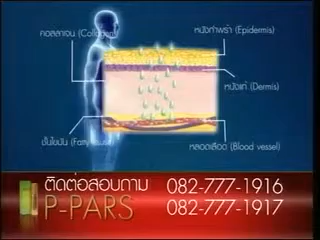 คอลลาเจน (Collagen)
หนังกำพร้า (Epidermis)
หนังแท้ (Dermis)
ชั้นไขมัน (Fatty
หลอดเลือด (Blood vessel)
ติดต่อสอบถาม 082-777-1916
P-PARS 082-777-1917